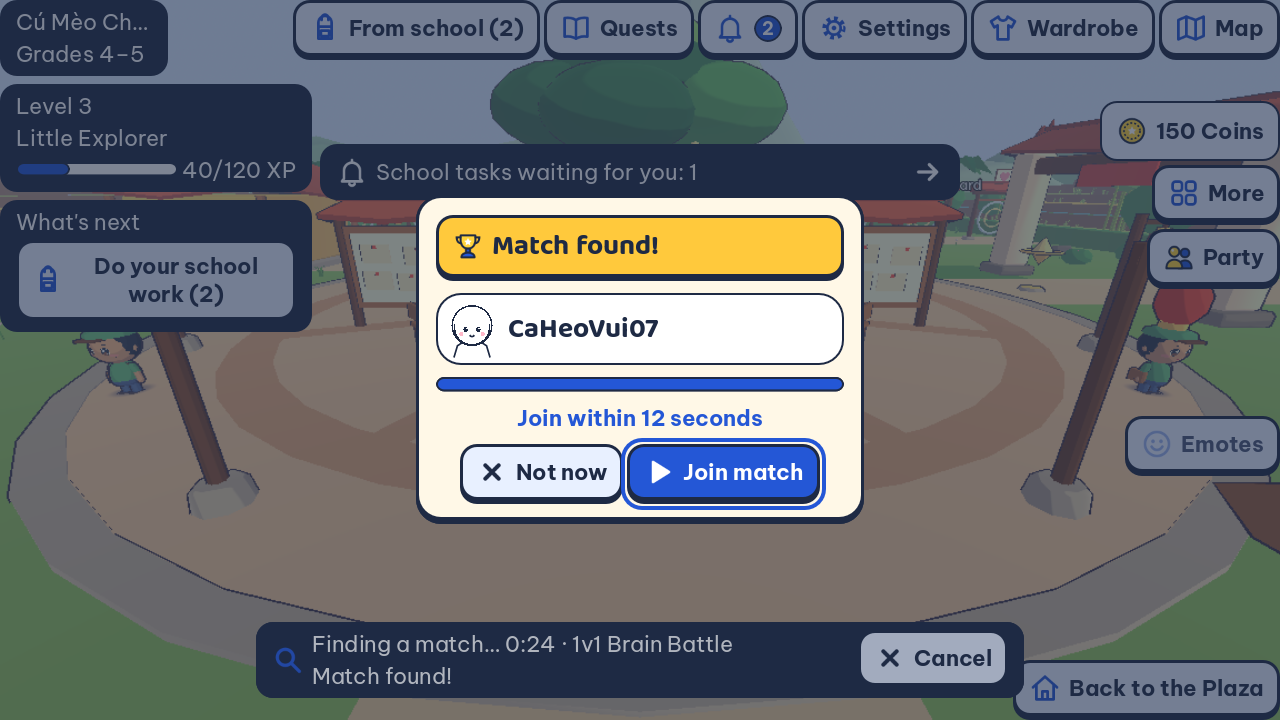 Cú Mèo Ch...
Grades 4–5
From school (2)
Quests
2
Settings
Wardrobe
Map
Level 3
Little Explorer
40/120 XP
150 Coins
School tasks waiting for you: 1
More
What's next
Do your school
work (2)
Match found!
Party
CaHeoVui07
Join within 12 seconds
Emotes
Not now
Join match
Finding a match... 0:24 · 1v1 Brain Battle
Match found!
Cancel
Back to the Plaza